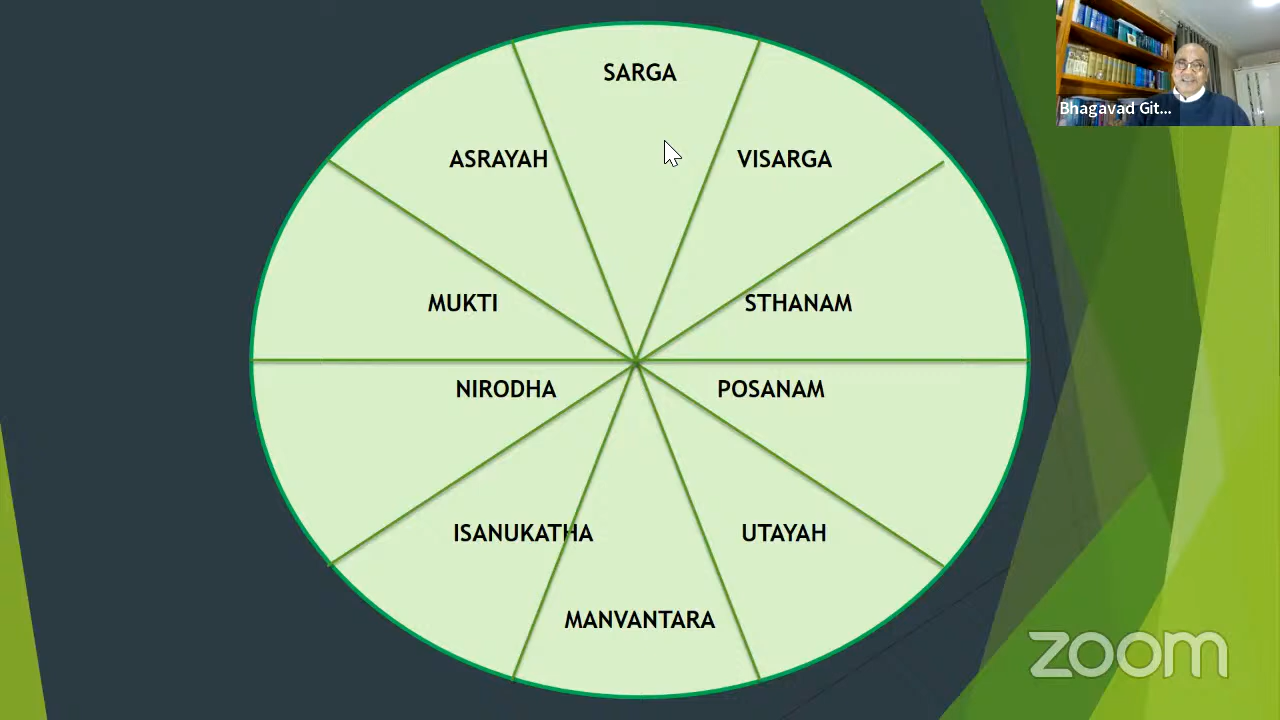 SARGA
Bhagavad Git...
ASRAYAH
VISARGA
MUKTI
STHANAM
NIRODHA
POSANAM
ISANUKATHA
UTAYAH
MANVANTARA
zoom